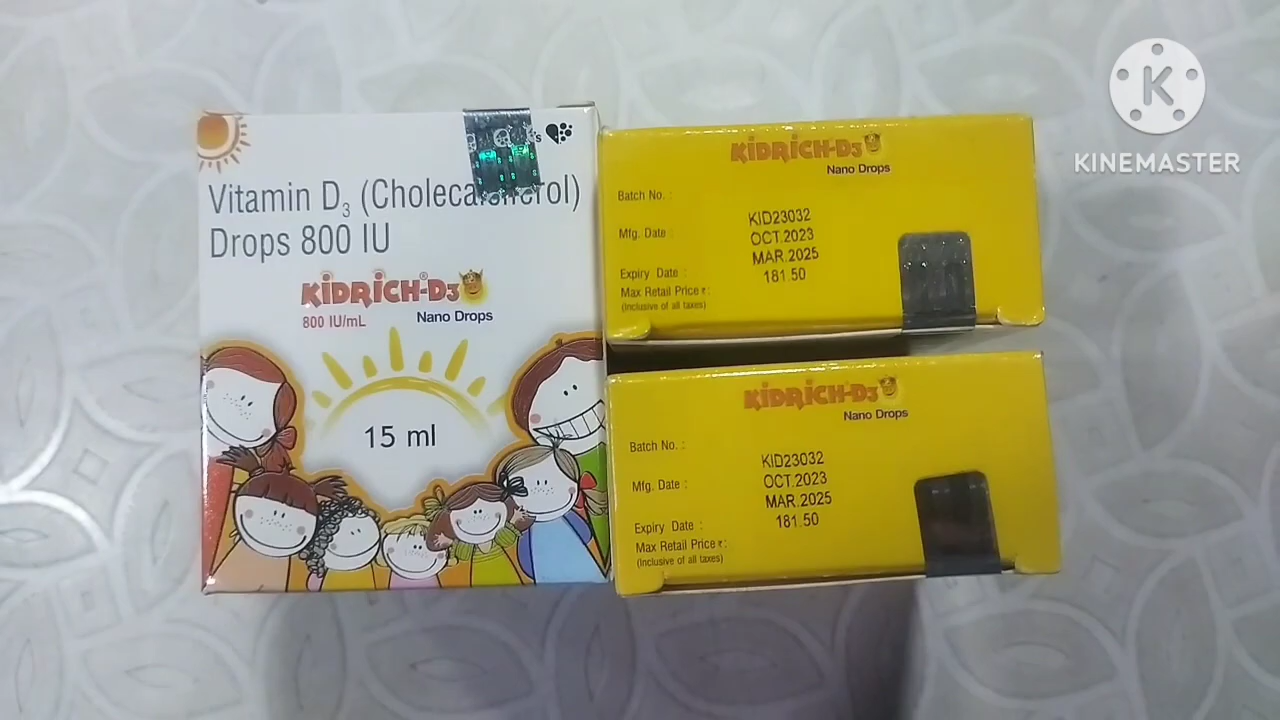 Vitamin D3 (Cholecalciferol)
Drops 800 IU
KiDRiCH®-D3
800 IU/mL
Nano Drops
15 ml
KiDRiCH-D3
Nano Drops
Batch No. :
KID23032
Mfg. Date :
OCT.2023
Expiry Date :
MAR.2025
Max Retail Price ₹ :
181.50
(Inclusive of all taxes)
KiDRiCH-D3
Nano Drops
Batch No. :
KID23032
Mfg. Date :
OCT.2023
Expiry Date :
MAR.2025
Max Retail Price ₹ :
181.50
(Inclusive of all taxes)
K
KINEMASTER